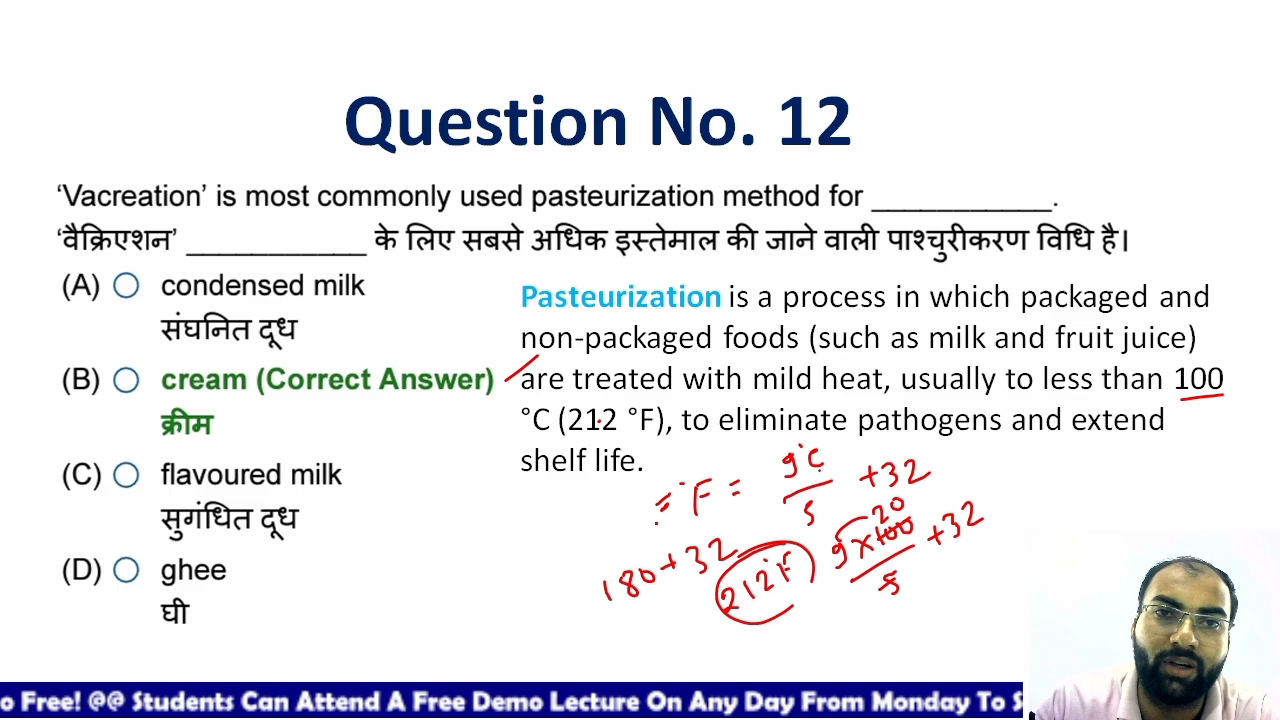 Question No. 12
‘Vacreation’ is most commonly used pasteurization method for ___________.
‘वैक्रिएशन’ ___________ के लिए सबसे अधिक इस्तेमाल की जाने वाली पाश्चुरीकरण विधि है।
(A) condensed milk
संघनित दूध
(B) cream (Correct Answer)
क्रीम
(C) flavoured milk
सुगंधित दूध
(D) ghee
घी
Pasteurization is a process in which packaged and
non-packaged foods (such as milk and fruit juice)
are treated with mild heat, usually to less than 100
°C (212 °F), to eliminate pathogens and extend
shelf life.
= °F = 9°C/5 +32
9×100/5 +32
20
180+32
212°F
o Free! @@ Students Can Attend A Free Demo Lecture On Any Day From Monday To S